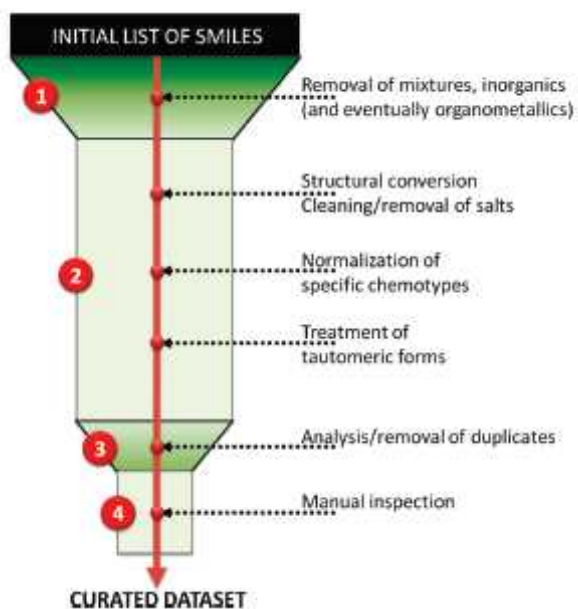 INITIAL LIST OF SMILES
1
Removal of mixtures, inorganics
(and eventually organometallics)
Structural conversion
Cleaning/removal of salts
2
Normalization of
specific chemotypes
Treatment of
tautomeric forms
3
Analysis/removal of duplicates
4
Manual inspection
CURATED DATASET